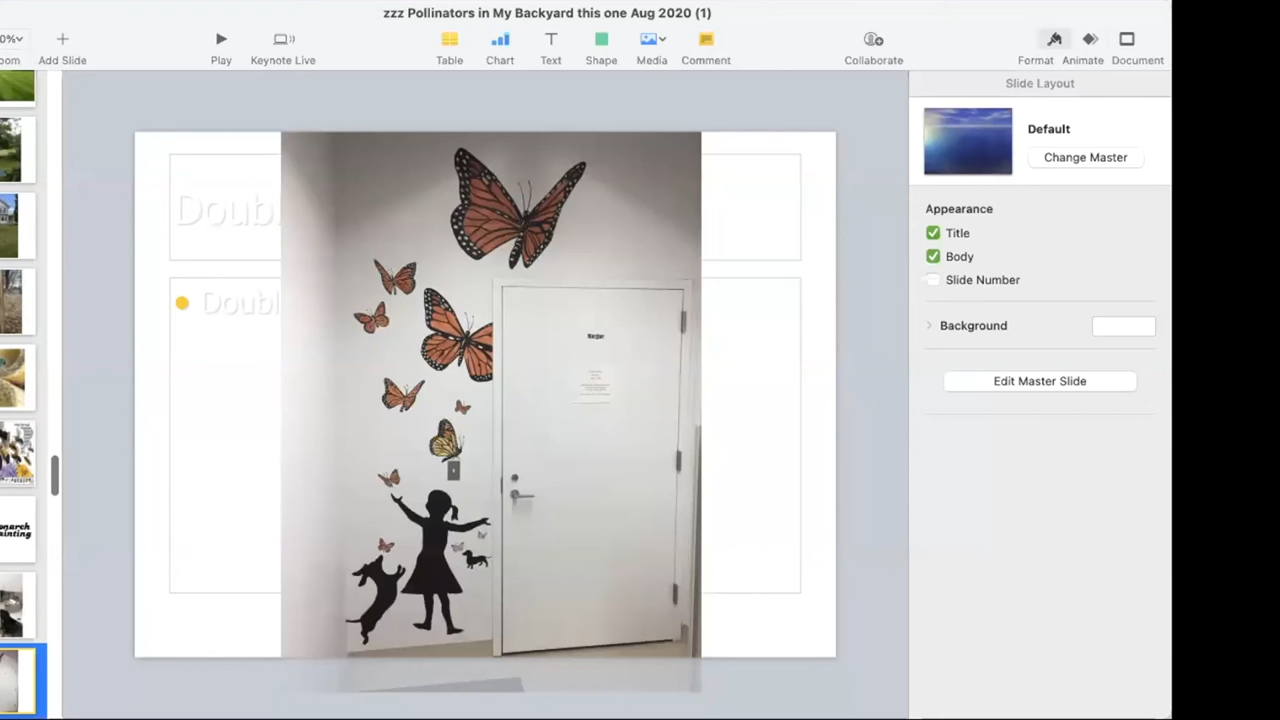 zzz Pollinators in My Backyard this one Aug 2020 (1)
0%
Add Slide
Play
Keynote Live
Table
Chart
Text
Shape
Media
Comment
Collaborate
Format
Animate
Document
Slide Layout
Default
Change Master
Appearance
Title
Body
Slide Number
Background
Edit Master Slide
Doubl
Doubl